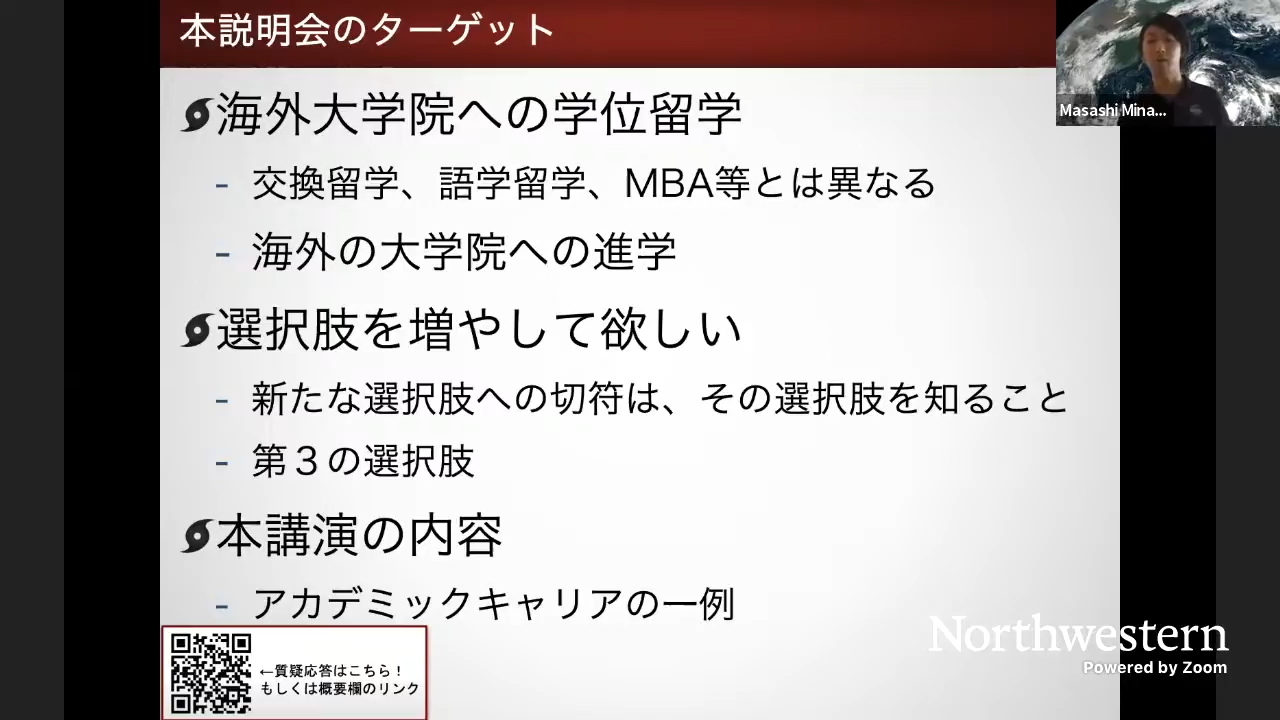 本説明会のターゲット
海外大学院への学位留学
- 交換留学、語学留学、MBA等とは異なる
- 海外の大学院への進学
選択肢を増やして欲しい
- 新たな選択肢への切符は、その選択肢を知ること
- 第３の選択肢
本講演の内容
- アカデミックキャリアの一例
←質疑応答はこちら！
もしくは概要欄のリンク
Masashi Mina...
Northwestern
Powered by Zoom